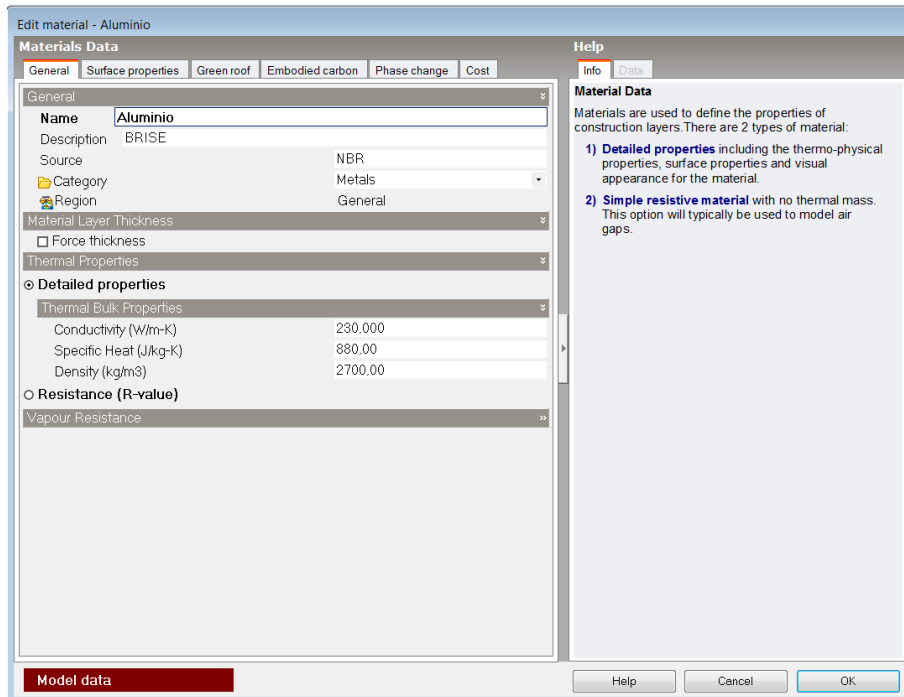 Edit material - Aluminio
Materials Data
General Surface properties Green roof Embodied carbon Phase change Cost
General
Name Aluminio
Description BRISE
Source NBR
Category Metals
Region General
Material Layer Thickness
Force thickness
Thermal Properties
Detailed properties
Thermal Bulk Properties
Conductivity (W/m-K) 230,000
Specific Heat (J/kg-K) 880,00
Density (kg/m3) 2700,00
Resistance (R-value)
Vapour Resistance
Model data
Help
Info Data
Material Data
Materials are used to define the properties of
construction layers.There are 2 types of material:
1) Detailed properties including the thermo-physical
properties, surface properties and visual
appearance for the material.
2) Simple resistive material with no thermal mass.
This option will typically be used to model air
gaps.
Help Cancel OK